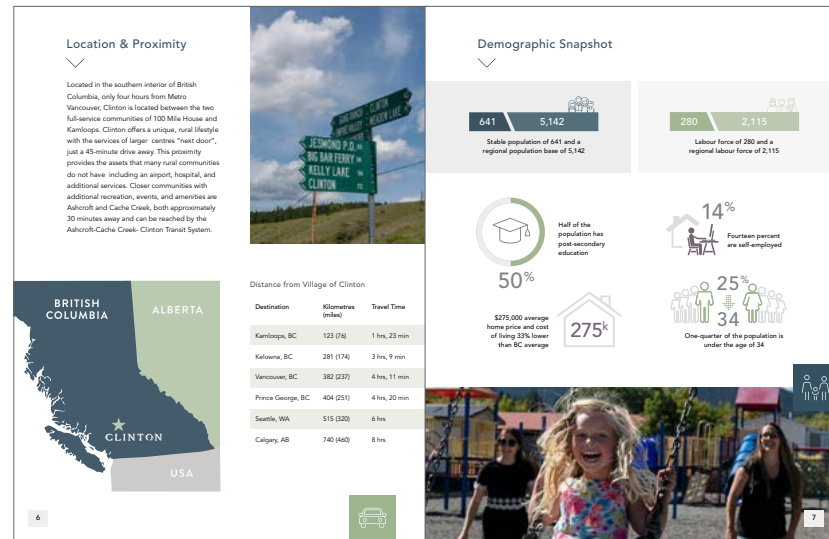 Location & Proximity
Located in the southern interior of British
Columbia, only four hours from Metro
Vancouver, Clinton is located between the two
full-service communities of 100 Mile House and
Kamloops. Clinton offers a unique, rural lifestyle
with the services of larger centres "next door",
just a 45-minute drive away. This proximity
provides the assets that many rural communities
do not have including an airport, hospital, and
additional services. Closer communities with
additional recreation, events, and amenities are
Ashcroft and Cache Creek, both approximately
30 minutes away and can be reached by the
Ashcroft-Cache Creek- Clinton Transit System.
CLINTON
MEADOW LAKE
JESMOND P.O.
BIG BAR FERRY
KELLY LAKE
CLINTON
BRITISH
COLUMBIA
ALBERTA
CLINTON
USA
Distance from Village of Clinton
Destination Kilometres (miles) Travel Time
Kamloops, BC 123 (76) 1 hrs, 23 min
Kelowna, BC 281 (174) 3 hrs, 9 min
Vancouver, BC 382 (237) 4 hrs, 11 min
Prince George, BC 404 (251) 4 hrs, 20 min
Seattle, WA 515 (320) 6 hrs
Calgary, AB 740 (460) 8 hrs
6
Demographic Snapshot
641 5,142
Stable population of 641 and a
regional population base of 5,142
280 2,115
Labour force of 280 and a
regional labour force of 2,115
50%
Half of the
population has
post-secondary
education
14%
Fourteen percent
are self-employed
$275,000 average
home price and cost
of living 33% lower
than BC average
275k
25%
34
One-quarter of the population is
under the age of 34
7